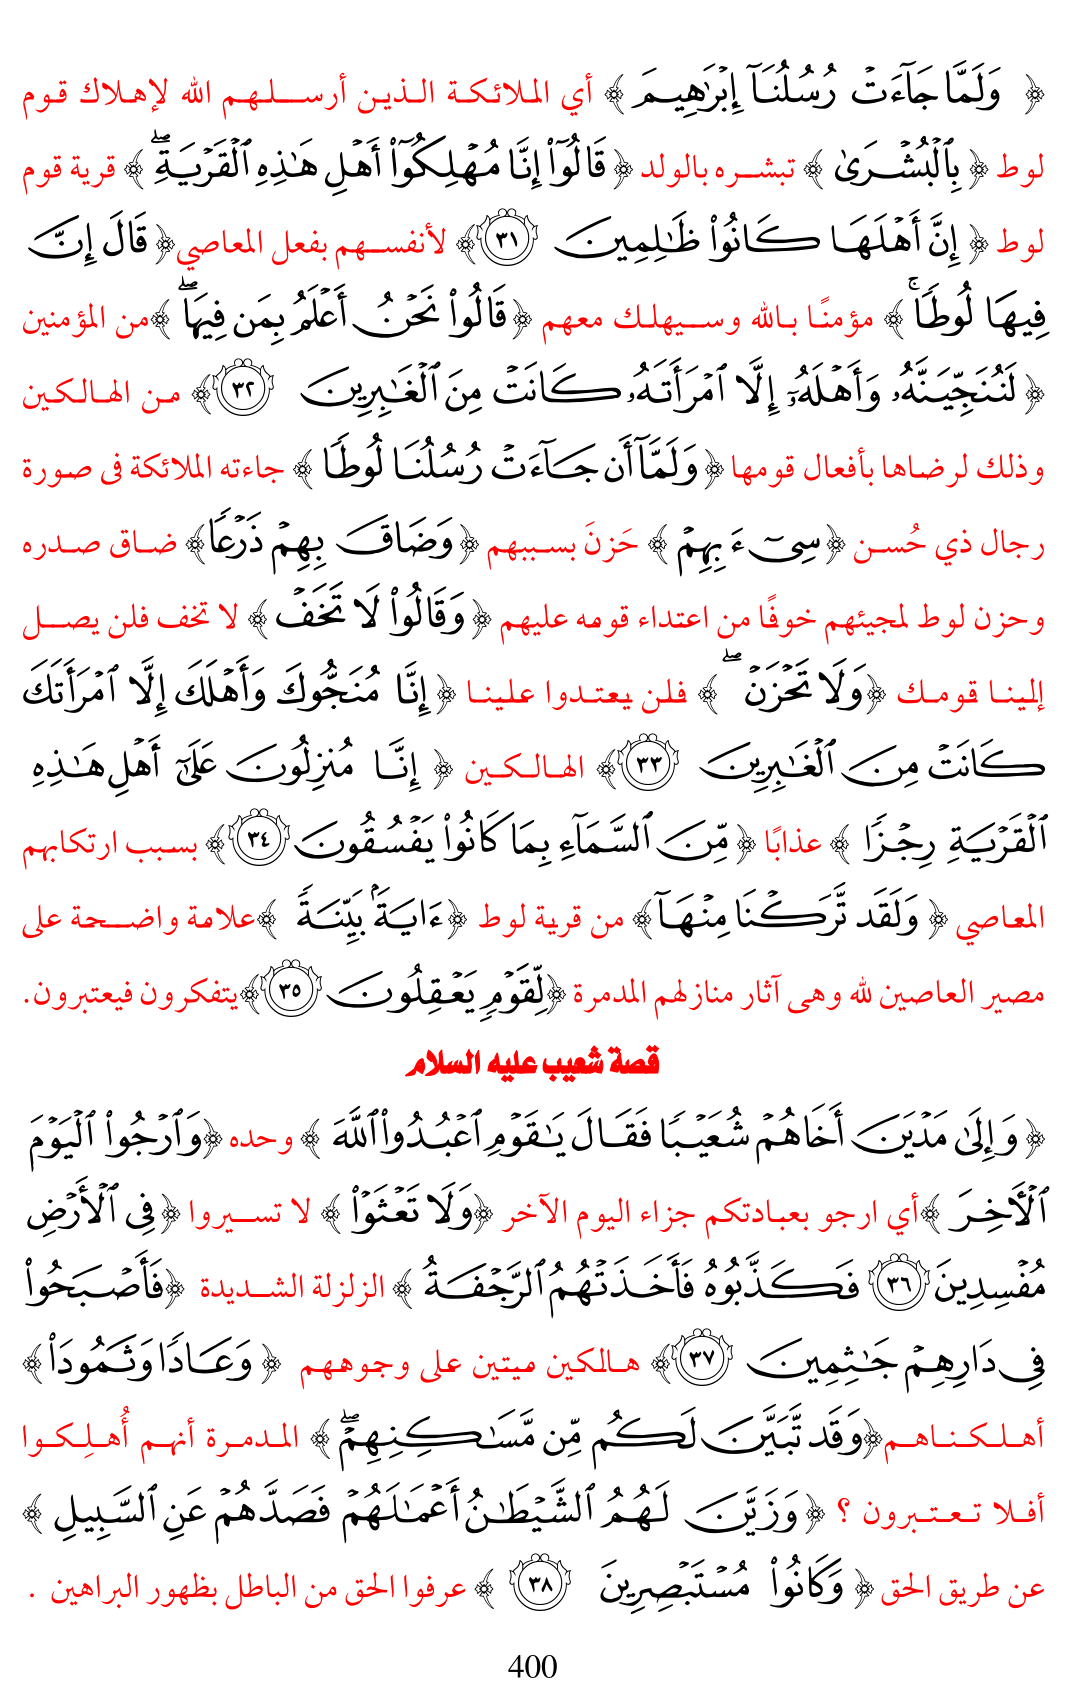 ﴿ وَلَمَّا جَآءَتْ رُسُلُنَآ إِبْرَٰهِيمَ ﴾ أي الملائكة الذين أرسلهم الله لإهلاك قوم
لوط ﴿ بِٱلْبُشْرَىٰ ﴾ تبشره بالولد ﴿ قَالُوٓا۟ إِنَّا مُهْلِكُوٓا۟ أَهْلِ هَـٰذِهِ ٱلْقَرْيَةِ ۖ ﴾ قرية قوم
لوط ﴿ إِنَّ أَهْلَهَا كَانُوا۟ ظَـٰلِمِينَ ٣١ ﴾ لأنفسهم بفعل المعاصي ﴿ قَالَ إِنَّ
فِيهَا لُوطًا ۚ ﴾ مؤمنًا بالله وسيهلك معهم ﴿ قَالُوا۟ نَحْنُ أَعْلَمُ بِمَن فِيهَا ۖ ﴾من المؤمنين
﴿ لَنُنَجِّيَنَّهُۥ وَأَهْلَهُۥٓ إِلَّا ٱمْرَأَتَهُۥ كَانَتْ مِنَ ٱلْغَـٰبِرِينَ ٣٢ ﴾ من الهالكين
وذلك لرضاها بأفعال قومها ﴿ وَلَمَّآ أَن جَآءَتْ رُسُلُنَا لُوطًا ﴾ جاءته الملائكة فى صورة
رجال ذي حُسن ﴿ سِىٓءَ بِهِمْ ﴾ حَزنَ بسببهم ﴿ وَضَاقَ بِهِمْ ذَرْعًا﴾ ضاق صدره
وحزن لوط لمجيئهم خوفًا من اعتداء قومه عليهم ﴿ وَقَالُوا۟ لَا تَخَفْ ﴾ لا تخف فلن يصل
إلينا قومك ﴿وَلَا تَحْزَنْ ۖ ﴾ فلن يعتدوا علينا ﴿ إِنَّا مُنَجُّوكَ وَأَهْلَكَ إِلَّا ٱمْرَأَتَكَ
كَانَتْ مِنَ ٱلْغَـٰبِرِينَ ٣٣ ﴾ الهالكين ﴿ إِنَّا مُنزِلُونَ عَلَىٰٓ أَهْلِ هَـٰذِهِ
ٱلْقَرْيَةِ رِجْزًا ﴾ عذابًا ﴿ مِّنَ ٱلسَّمَآءِ بِمَا كَانُوا۟ يَفْسُقُونَ ٣٤ ﴾ بسبب ارتكابهم
المعاصي ﴿ وَلَقَد تَّرَكْنَا مِنْهَآ﴾ من قرية لوط ﴿ءَايَةًۢ بَيِّنَةً ﴾علامة واضحة على
مصير العاصين لله وهى آثار منازلهم المدمرة ﴿لِّقَوْمٍ يَعْقِلُونَ ٣٥ ﴾يتفكرون فيعتبرون.
قصة شعيب عليه السلام
﴿ وَإِلَىٰ مَدْيَنَ أَخَاهُمْ شُعَيْبًا فَقَالَ يَـٰقَوْمِ ٱعْبُدُوا۟ ٱللَّهَ ﴾ وحده ﴿وَٱرْجُوا۟ ٱلْيَوْمَ
ٱلْـَٔاخِرَ ﴾أي ارجو بعبادتكم جزاء اليوم الآخر ﴿وَلَا تَعْثَوْا۟ ﴾ لا تسيروا ﴿فِى ٱلْأَرْضِ
مُفْسِدِينَ ٣٦ فَكَذَّبُوهُ فَأَخَذَتْهُمُ ٱلرَّجْفَةُ ﴾ الزلزلة الشديدة ﴿فَأَصْبَحُوا۟
فِى دَارِهِمْ جَـٰثِمِينَ ٣٧ ﴾ هالكين ميتين على وجوههم ﴿ وَعَادًا وَثَمُودَا۟ ﴾
أهلكناهم﴿وَقَد تَّبَيَّنَ لَكُم مِّن مَّسَـٰكِنِهِمْ ۖ ﴾ المدمرة أنهم أُهلِكوا
أفلا تعتبرون ؟ ﴿ وَزَيَّنَ لَهُمُ ٱلشَّيْطَـٰنُ أَعْمَـٰلَهُمْ فَصَدَّهُمْ عَنِ ٱلسَّبِيلِ ﴾
عن طريق الحق ﴿ وَكَانُوا۟ مُسْتَبْصِرِينَ ٣٨ ﴾ عرفوا الحق من الباطل بظهور البراهين .
400